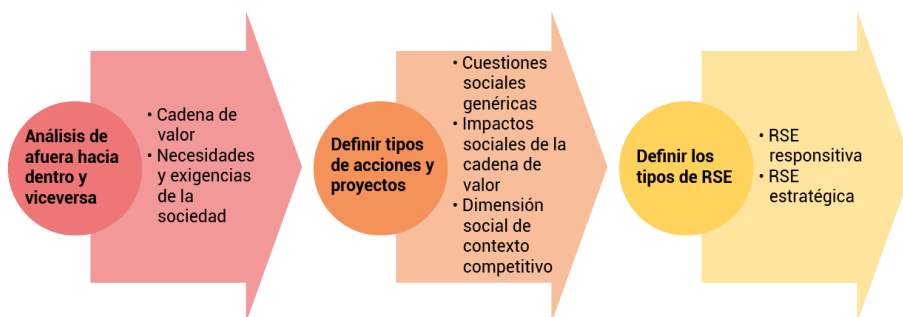 Análisis de
afuera hacia
dentro y
viceversa
• Cadena de
valor
• Necesidades
y exigencias
de la
sociedad
Definir tipos
de acciones y
proyectos
• Cuestiones
sociales
genéricas
• Impactos
sociales de la
cadena de
valor
• Dimensión
social de
contexto
competitivo
Definir los
tipos de RSE
• RSE
responsitiva
• RSE
estratégica